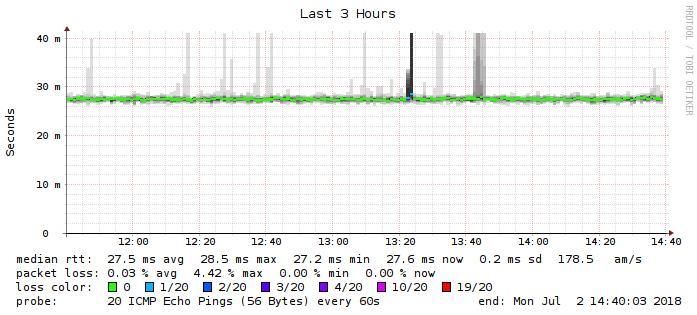 Last 3 Hours
RRDTOOL / TOBI OETIKER
Seconds
40 m
30 m
20 m
10 m
0
12:00 12:20 12:40 13:00 13:20 13:40 14:00 14:20 14:40
median rtt: 27.5 ms avg 28.5 ms max 27.2 ms min 27.6 ms now 0.2 ms sd 178.5 am/s
packet loss: 0.03 % avg 4.42 % max 0.00 % min 0.00 % now
loss color: 0 1/20 2/20 3/20 4/20 10/20 19/20
probe: 20 ICMP Echo Pings (56 Bytes) every 60s end: Mon Jul 2 14:40:03 2018